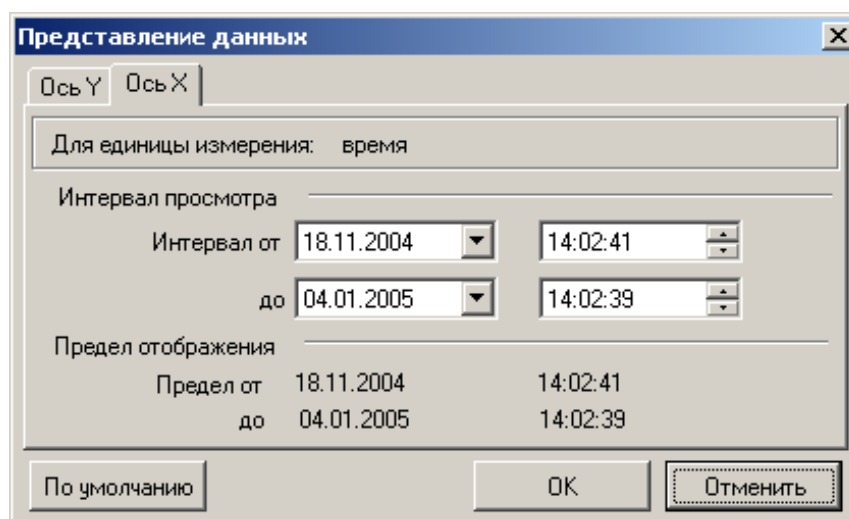 Представление данных
Ось Y Ось X
Для единицы измерения: время
Интервал просмотра
Интервал от 18.11.2004 14:02:41
до 04.01.2005 14:02:39
Предел отображения
Предел от 18.11.2004 14:02:41
до 04.01.2005 14:02:39
По умолчанию OK Отменить